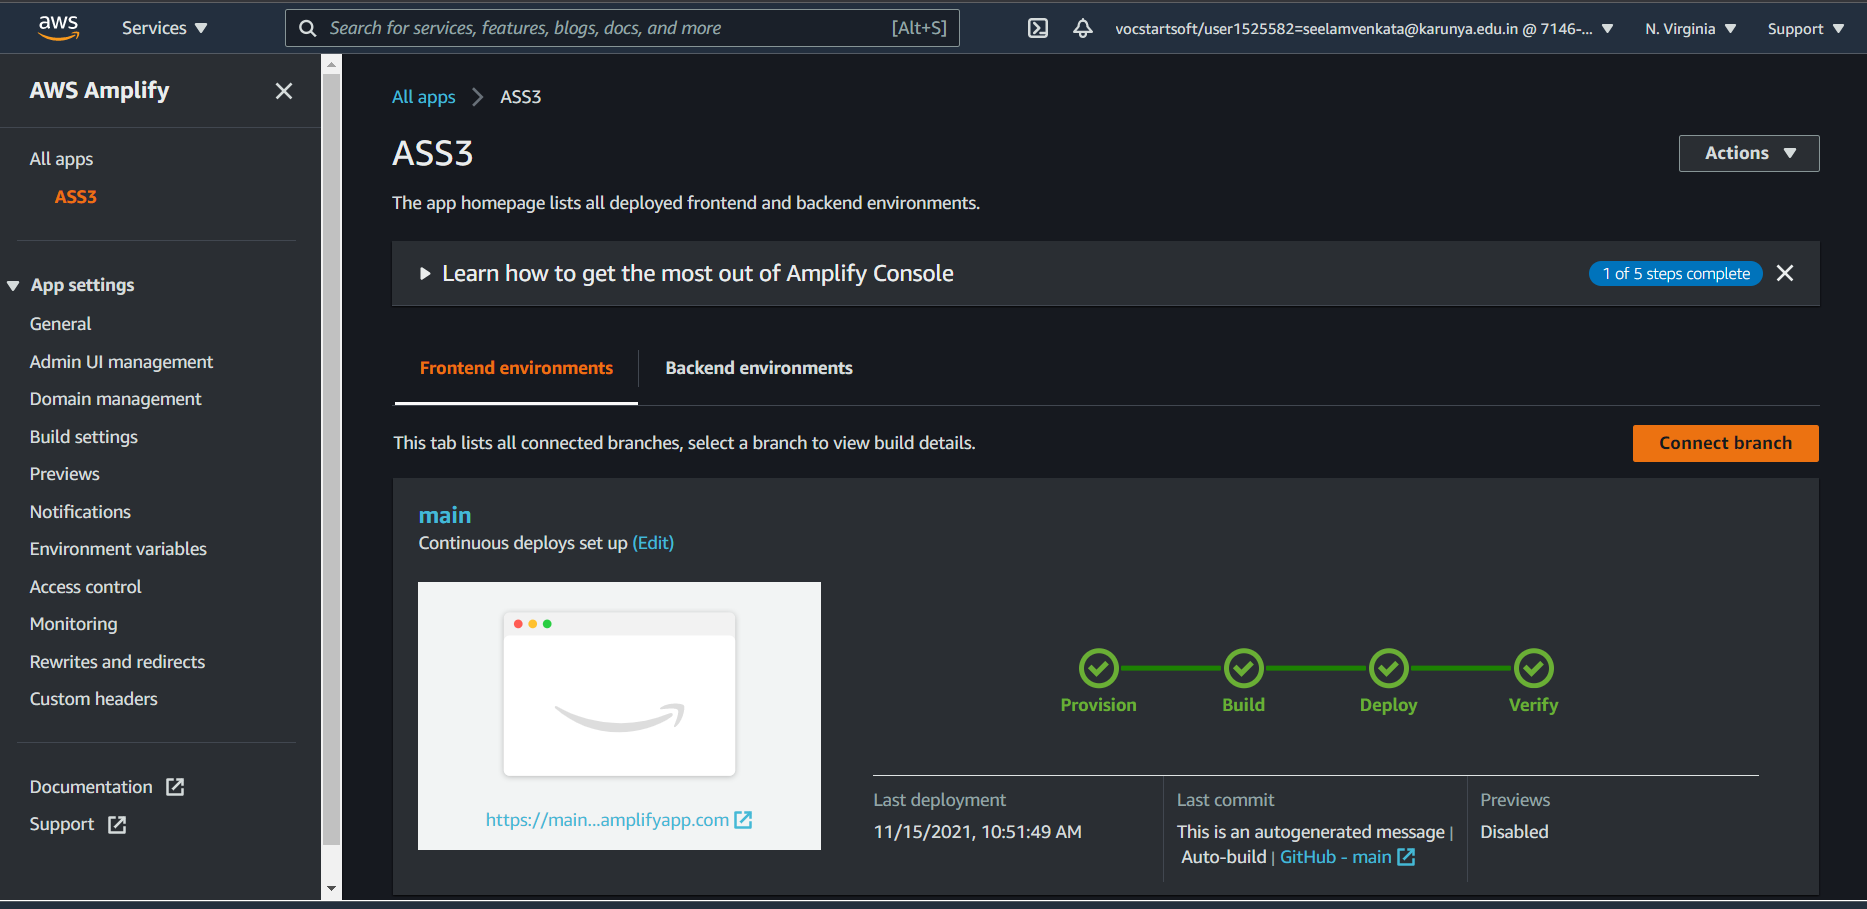 aws
Services
Search for services, features, blogs, docs, and more [Alt+S]
vocstartsoft/user1525582=seelamvenkata@karunya.edu.in @ 7146-...
N. Virginia
Support
AWS Amplify
All apps
ASS3
App settings
General
Admin UI management
Domain management
Build settings
Previews
Notifications
Environment variables
Access control
Monitoring
Rewrites and redirects
Custom headers
Documentation
Support
All apps > ASS3
ASS3
Actions
The app homepage lists all deployed frontend and backend environments.
Learn how to get the most out of Amplify Console
1 of 5 steps complete
Frontend environments
Backend environments
This tab lists all connected branches, select a branch to view build details.
Connect branch
main
Continuous deploys set up (Edit)
https://main...amplifyapp.com
Provision
Build
Deploy
Verify
Last deployment
11/15/2021, 10:51:49 AM
Last commit
This is an autogenerated message |
Auto-build | GitHub - main
Previews
Disabled